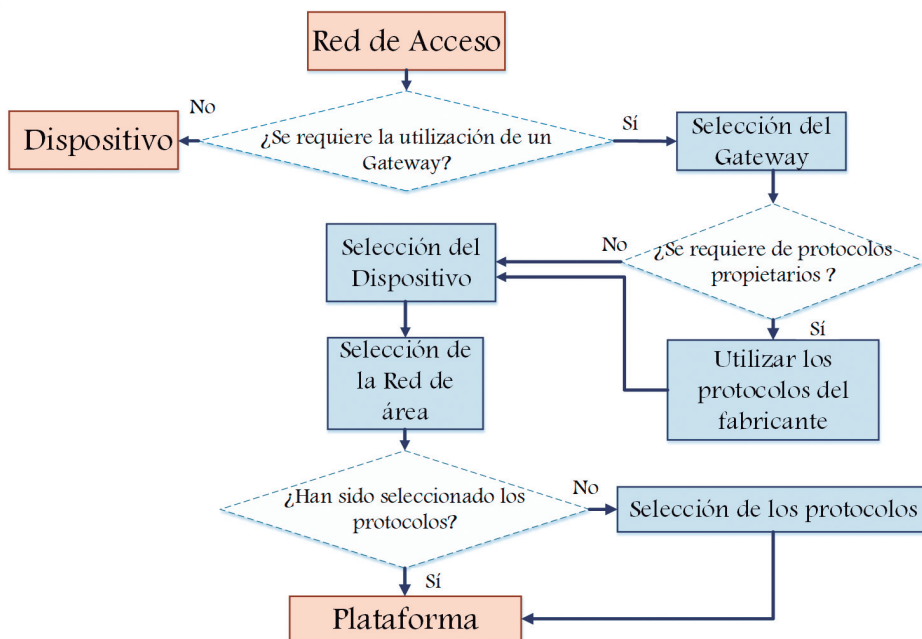 Red de Acceso
No
Dispositivo
¿Se requiere la utilización de un
Gateway?
Sí
Selección del
Gateway
Selección del
Dispositivo
No
¿Se requiere de protocolos
propietarios ?
Sí
Selección de
la Red de
área
Utilizar los
protocolos del
fabricante
¿Han sido seleccionado los
protocolos?
No
Selección de los protocolos
Sí
Plataforma